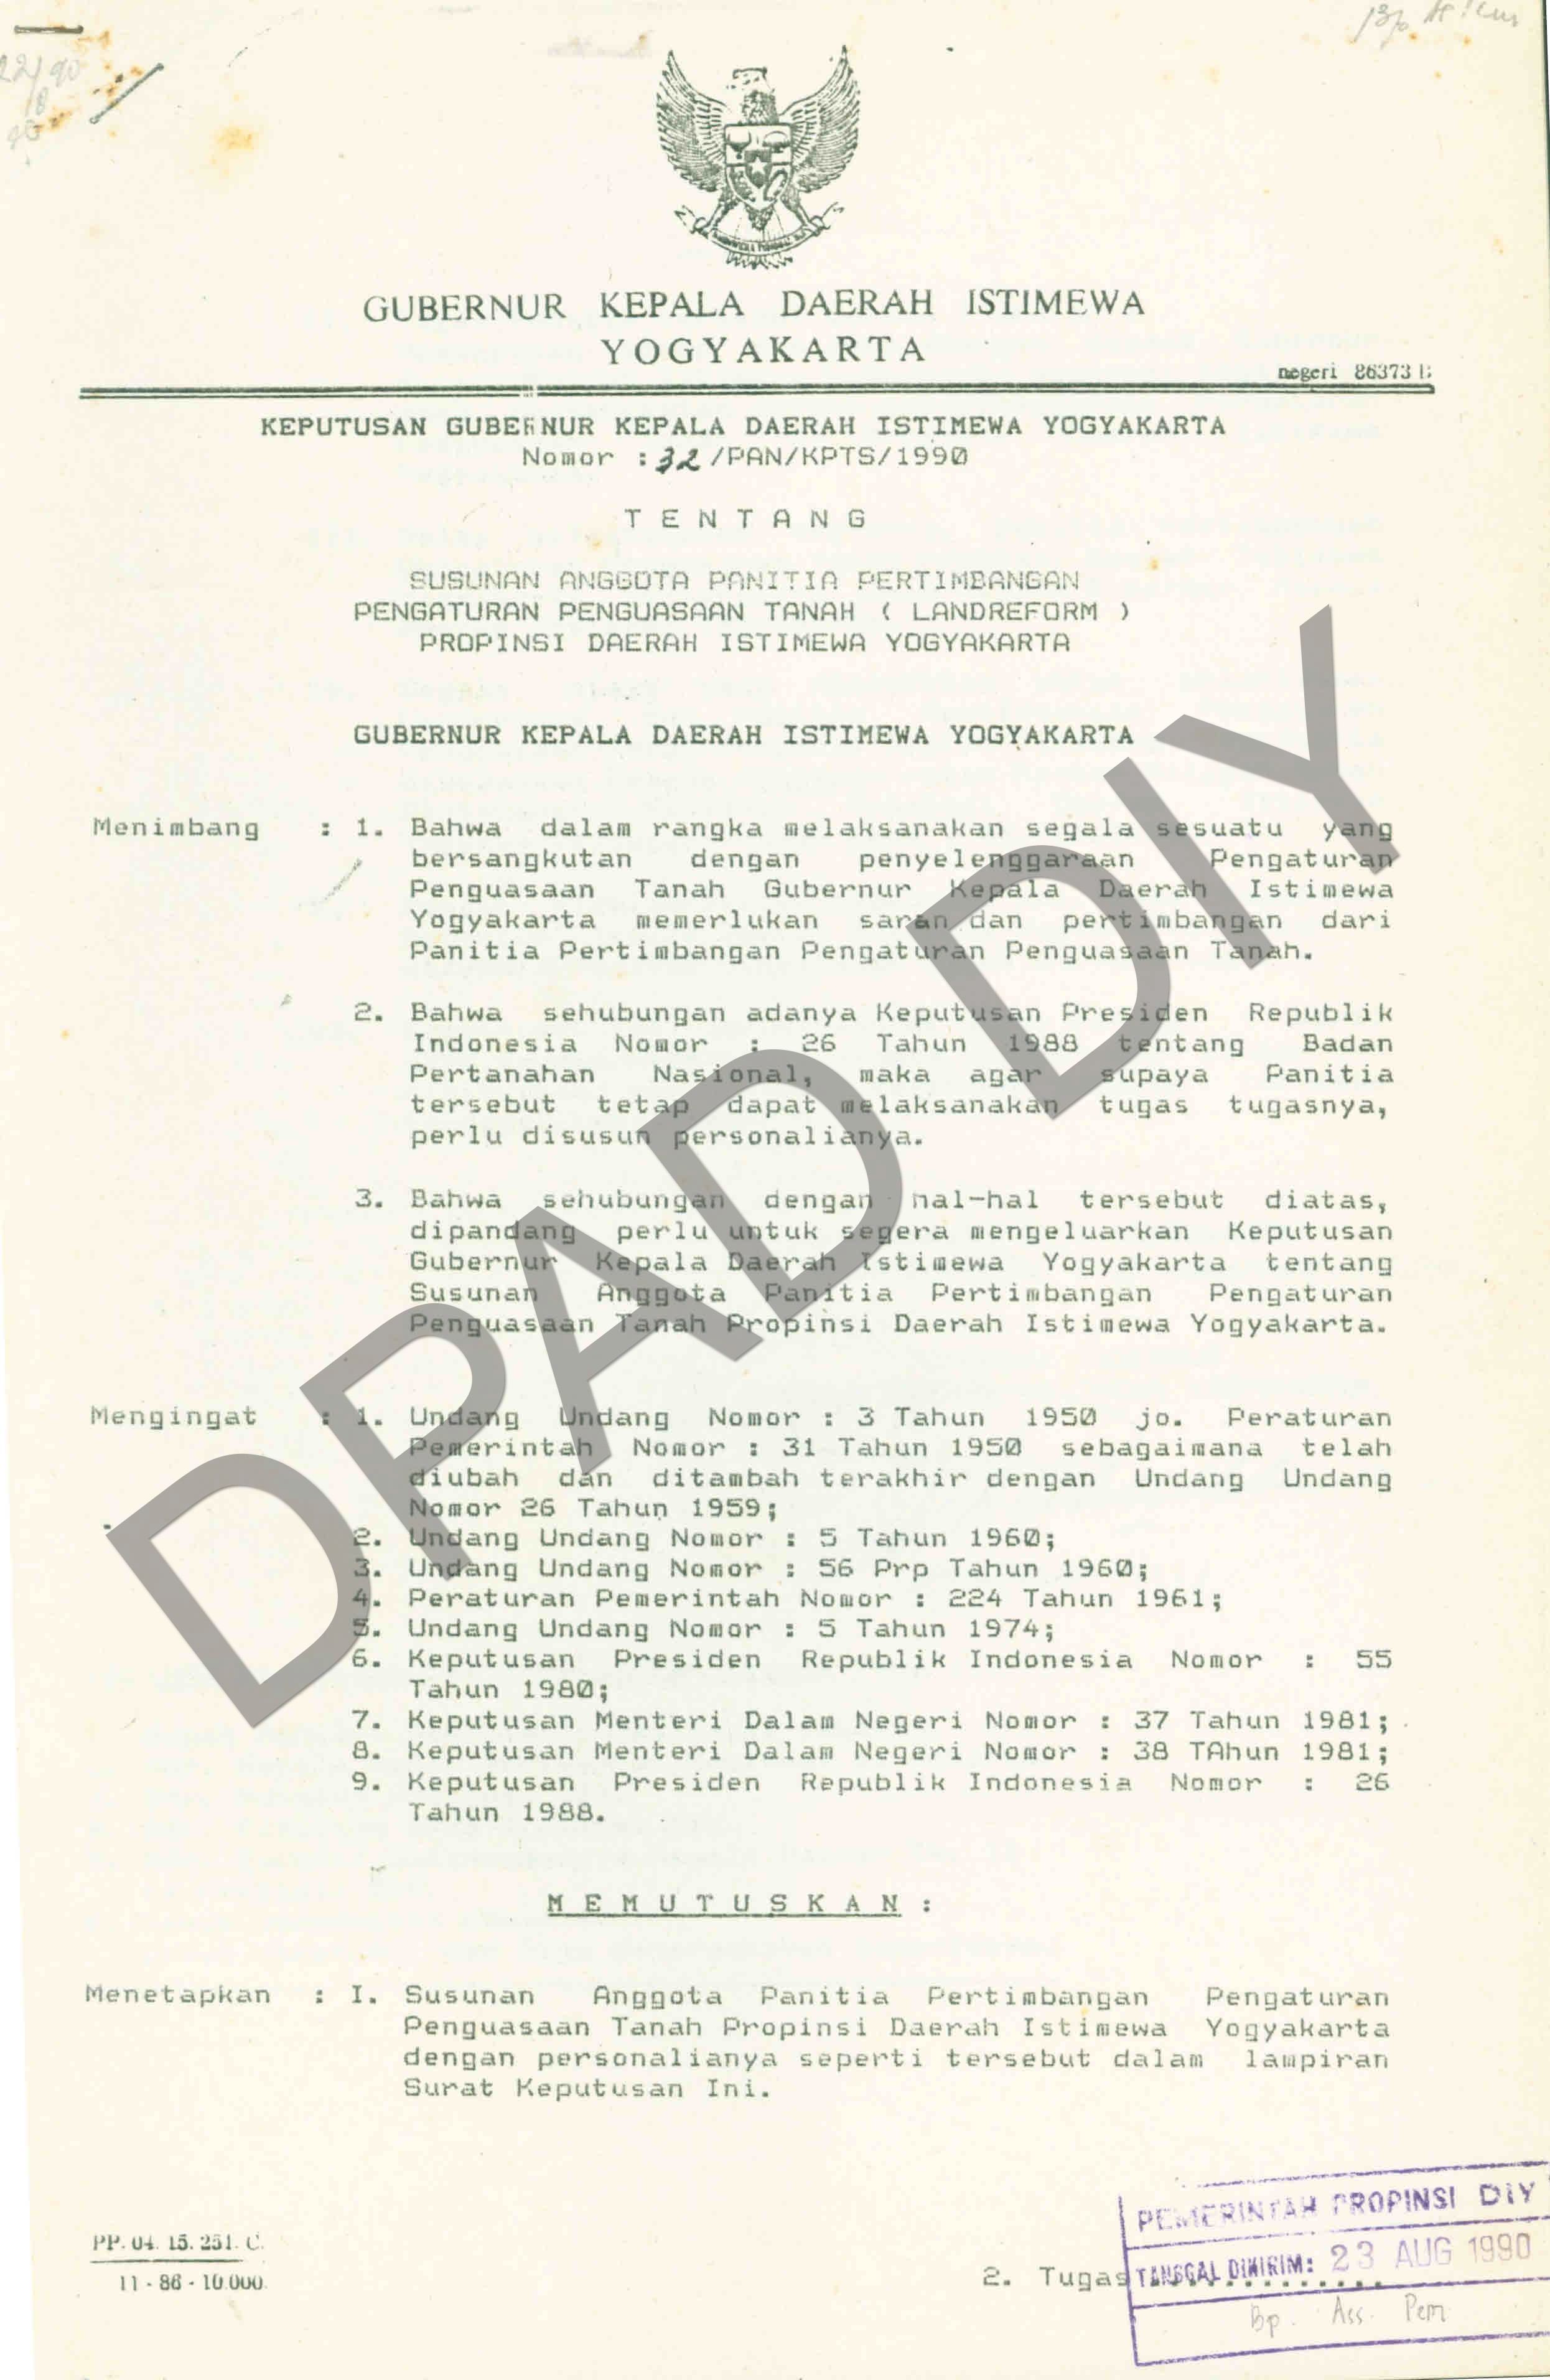 22/90
8
90
GUBERNUR KEPALA DAERAH ISTIMEWA
YOGYAKARTA
negeri 86373 B
KEPUTUSAN GUBERNUR KEPALA DAERAH ISTIMEWA YOGYAKARTA
Nomor : 32 /PAN/KPTS/1990
T E N T A N G
SUSUNAN ANGGOTA PANITIA PERTIMBANGAN
PENGATURAN PENGUASAAN TANAH ( LANDREFORM )
PROPINSI DAERAH ISTIMEWA YOGYAKARTA
GUBERNUR KEPALA DAERAH ISTIMEWA YOGYAKARTA
Menimbang : 1. Bahwa dalam rangka melaksanakan segala sesuatu yang
bersangkutan dengan penyelenggaraan Pengaturan
Penguasaan Tanah Gubernur Kepala Daerah Istimewa
Yogyakarta memerlukan saran dan pertimbangan dari
Panitia Pertimbangan Pengaturan Penguasaan Tanah.
2. Bahwa sehubungan adanya Keputusan Presiden Republik
Indonesia Nomor : 26 Tahun 1988 tentang Badan
Pertanahan Nasional, maka agar supaya Panitia
tersebut tetap dapat melaksanakan tugas tugasnya,
perlu disusun personalianya.
3. Bahwa sehubungan dengan hal-hal tersebut diatas,
dipandang perlu untuk segera mengeluarkan Keputusan
Gubernur Kepala Daerah Istimewa Yogyakarta tentang
Susunan Anggota Panitia Pertimbangan Pengaturan
Penguasaan Tanah Propinsi Daerah Istimewa Yogyakarta.
Mengingat : 1. Undang Undang Nomor : 3 Tahun 1950 jo. Peraturan
Pemerintah Nomor : 31 Tahun 1950 sebagaimana telah
diubah dan ditambah terakhir dengan Undang Undang
Nomor 26 Tahun 1959;
2. Undang Undang Nomor : 5 Tahun 1960;
3. Undang Undang Nomor : 56 Prp Tahun 1960;
4. Peraturan Pemerintah Nomor : 224 Tahun 1961;
5. Undang Undang Nomor : 5 Tahun 1974;
6. Keputusan Presiden Republik Indonesia Nomor : 55
Tahun 1980;
7. Keputusan Menteri Dalam Negeri Nomor : 37 Tahun 1981;
8. Keputusan Menteri Dalam Negeri Nomor : 38 TAhun 1981;
9. Keputusan Presiden Republik Indonesia Nomor : 26
Tahun 1988.
M E M U T U S K A N :
Menetapkan : I. Susunan Anggota Panitia Pertimbangan Pengaturan
Penguasaan Tanah Propinsi Daerah Istimewa Yogyakarta
dengan personalianya seperti tersebut dalam lampiran
Surat Keputusan Ini.
PP. 04. 15. 251. C.
11 - 86 - 10.000.
2. Tugas............
PEMERINTAH PROPINSI DIY
TANGGAL DIKIRIM: 23 AUG 1990
Bp. Ass. Pem
DPAD DIY